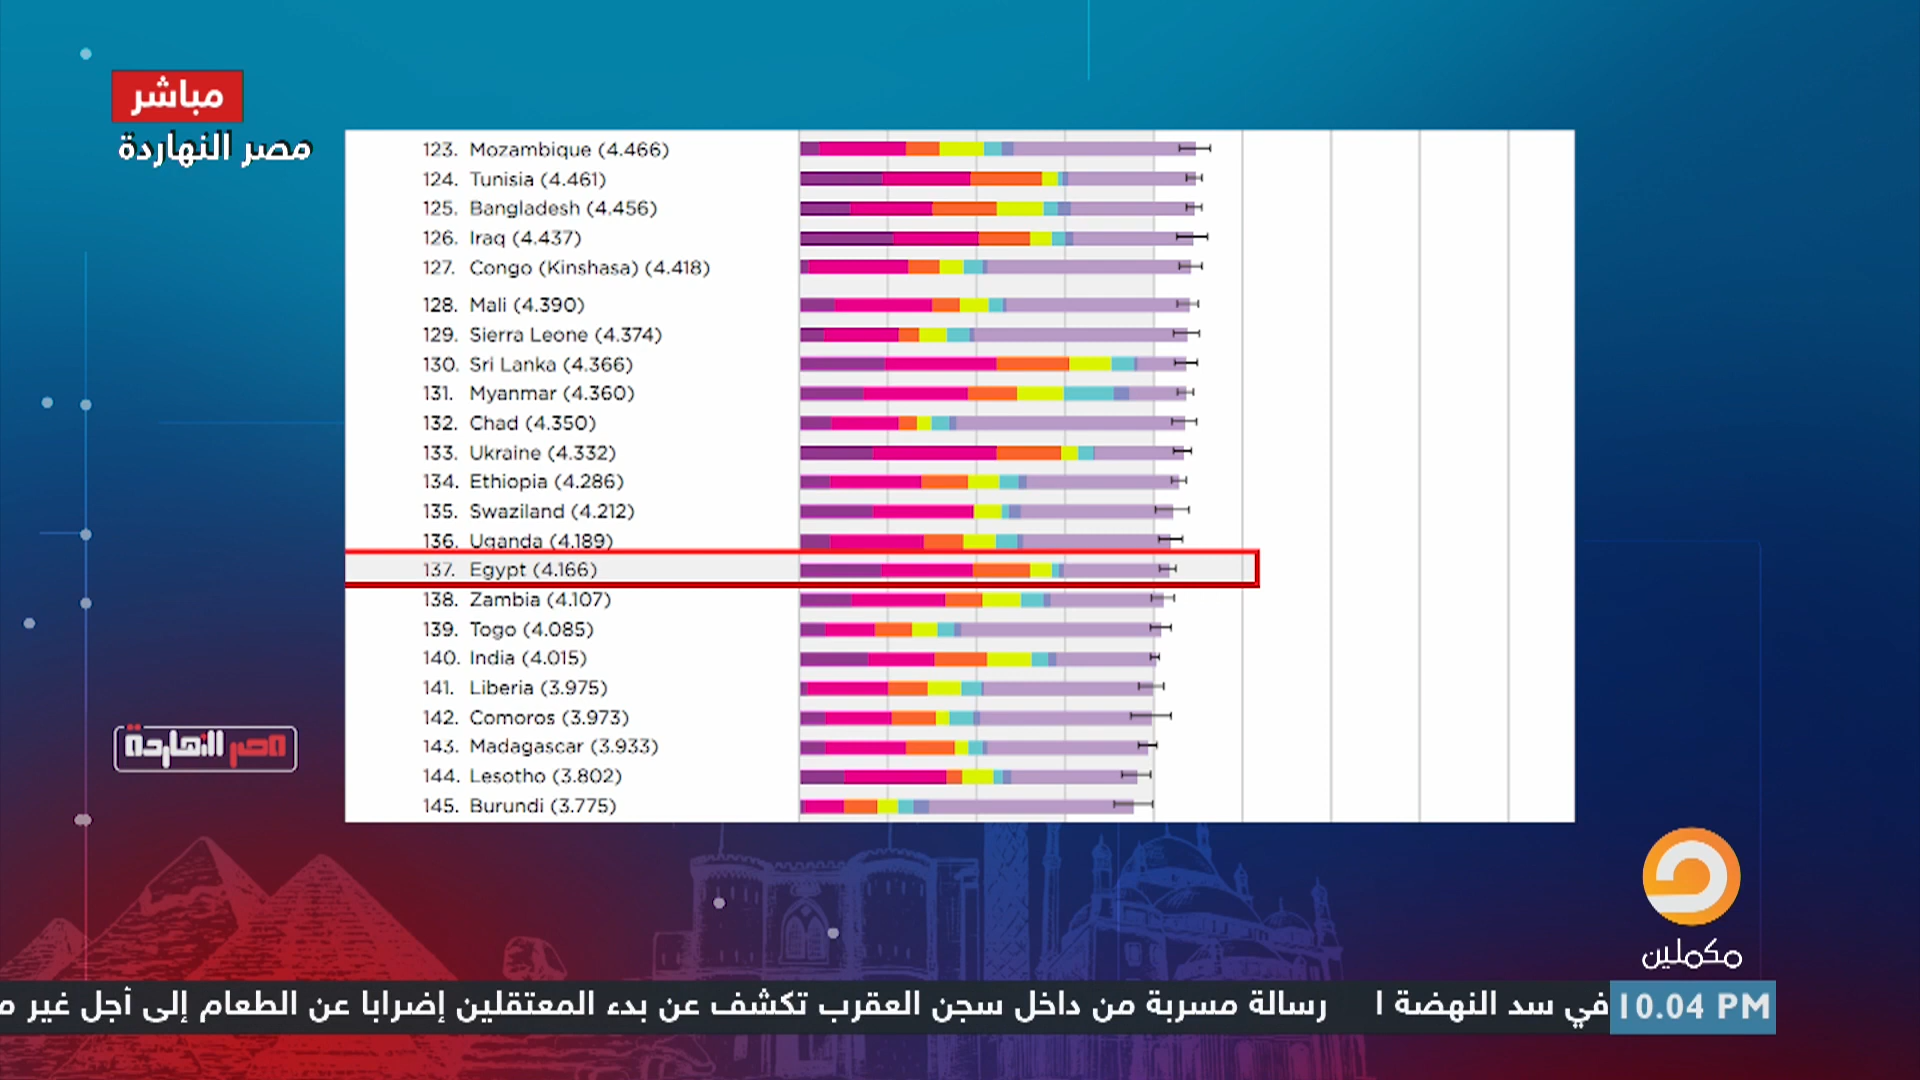 مباشر
مصر النهاردة
123. Mozambique (4.466)
124. Tunisia (4.461)
125. Bangladesh (4.456)
126. Iraq (4.437)
127. Congo (Kinshasa) (4.418)
128. Mali (4.390)
129. Sierra Leone (4.374)
130. Sri Lanka (4.366)
131. Myanmar (4.360)
132. Chad (4.350)
133. Ukraine (4.332)
134. Ethiopia (4.286)
135. Swaziland (4.212)
136. Uganda (4.189)
137. Egypt (4.166)
138. Zambia (4.107)
139. Togo (4.085)
140. India (4.015)
141. Liberia (3.975)
142. Comoros (3.973)
143. Madagascar (3.933)
144. Lesotho (3.802)
145. Burundi (3.775)
مصر النهاردة
مكملين
في سد النهضة ا رسالة مسربة من داخل سجن العقرب تكشف عن بدء المعتقلين إضرابا عن الطعام إلى أجل غير
10.04 PM